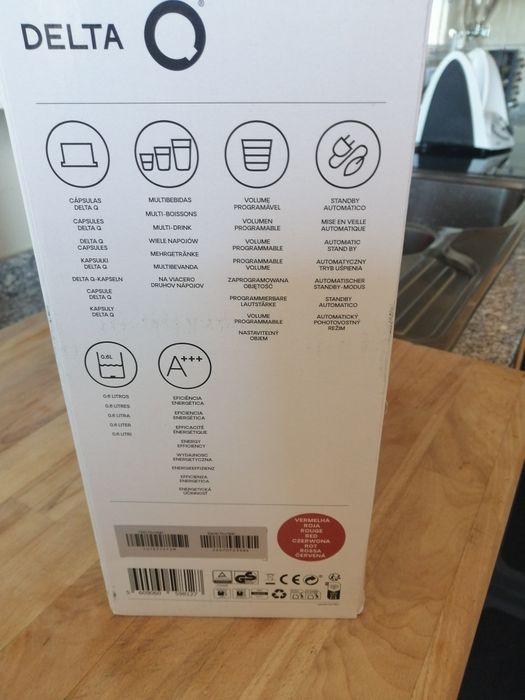 DELTA Q
CÁPSULAS
DELTA Q
CAPSULES
DELTA Q
DELTA Q
CAPSULES
KAPSUŁKI
DELTA Q
DELTA Q-KAPSELN
CAPSULE
DELTA Q
KAPSULY
DELTA Q
MULTIBEBIDAS
MULTI-BOISSONS
MULTI-DRINK
WIELE NAPOJÓW
MEHRGETRÄNKE
MULTIBEVANDA
NA VIACERO
DRUHOV NÁPOJOV
VOLUME
PROGRAMÁVEL
VOLUMEN
PROGRAMABLE
VOLUME
PROGRAMMABLE
PROGRAMMABLE
VOLUME
ZAPROGRAMOWANA
OBJĘTOŚĆ
PROGRAMMIERBARE
LAUTSTÄRKE
VOLUME
PROGRAMMABILE
NASTAVITEĽNÝ
OBJEM
STANDBY
AUTOMÁTICO
MISE EN VEILLE
AUTOMATIQUE
AUTOMATIC
STAND BY
AUTOMATYCZNY
TRYB UŚPIENIA
AUTOMATISCHER
STANDBY-MODUS
STANDBY
AUTOMATICO
AUTOMATICKÝ
POHOTOVOSTNÝ
REŽIM
0,6L
0,6 LITROS
0,6 LITRES
0,6 LITRA
0,6 LITER
0,6 LITRI
A+++
EFICIÊNCIA
ENERGÉTICA
EFICIENCIA
ENERGÉTICA
EFFICACITÉ
ÉNERGÉTIQUE
ENERGY
EFFICIENCY
WYDAJNOŚĆ
ENERGETYCZNA
ENERGIEEFFIZIENZ
EFFICIENZA
ENERGETICA
ENERGETICKÁ
ÚČINNOSŤ
VERMELHA
ROJA
ROUGE
RED
CZERWONA
ROT
ROSSA
ČERVENÁ
5 609060 598127
GS
CE